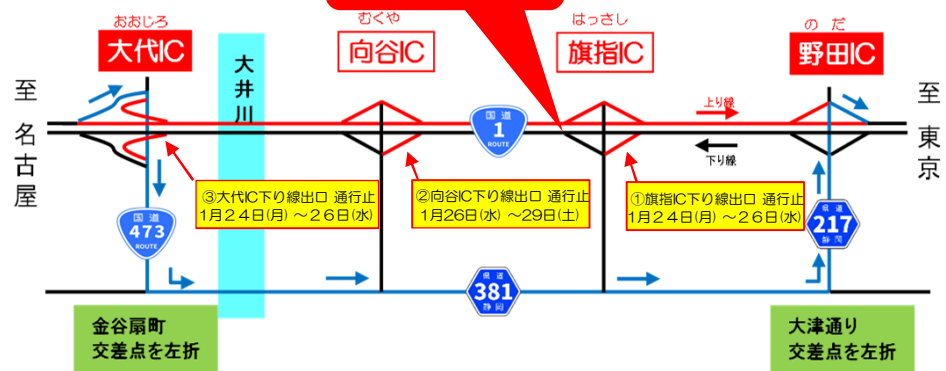 おおじろ
大代IC
むくや
向谷IC
はっさし
旗指IC
のだ
野田IC
至
名古屋
大井川
国道
1
ROUTE
上り線
下り線
至
東京
③大代IC下り線出口 通行止
1月24日(月) ～26日(水)
②向谷IC下り線出口 通行止
1月26日(水) ～29日(土)
①旗指IC下り線出口 通行止
1月24日(月) ～26日(水)
国道
473
ROUTE
県道
217
静岡
県道
381
静岡
金谷扇町
交差点を左折
大津通り
交差点を左折